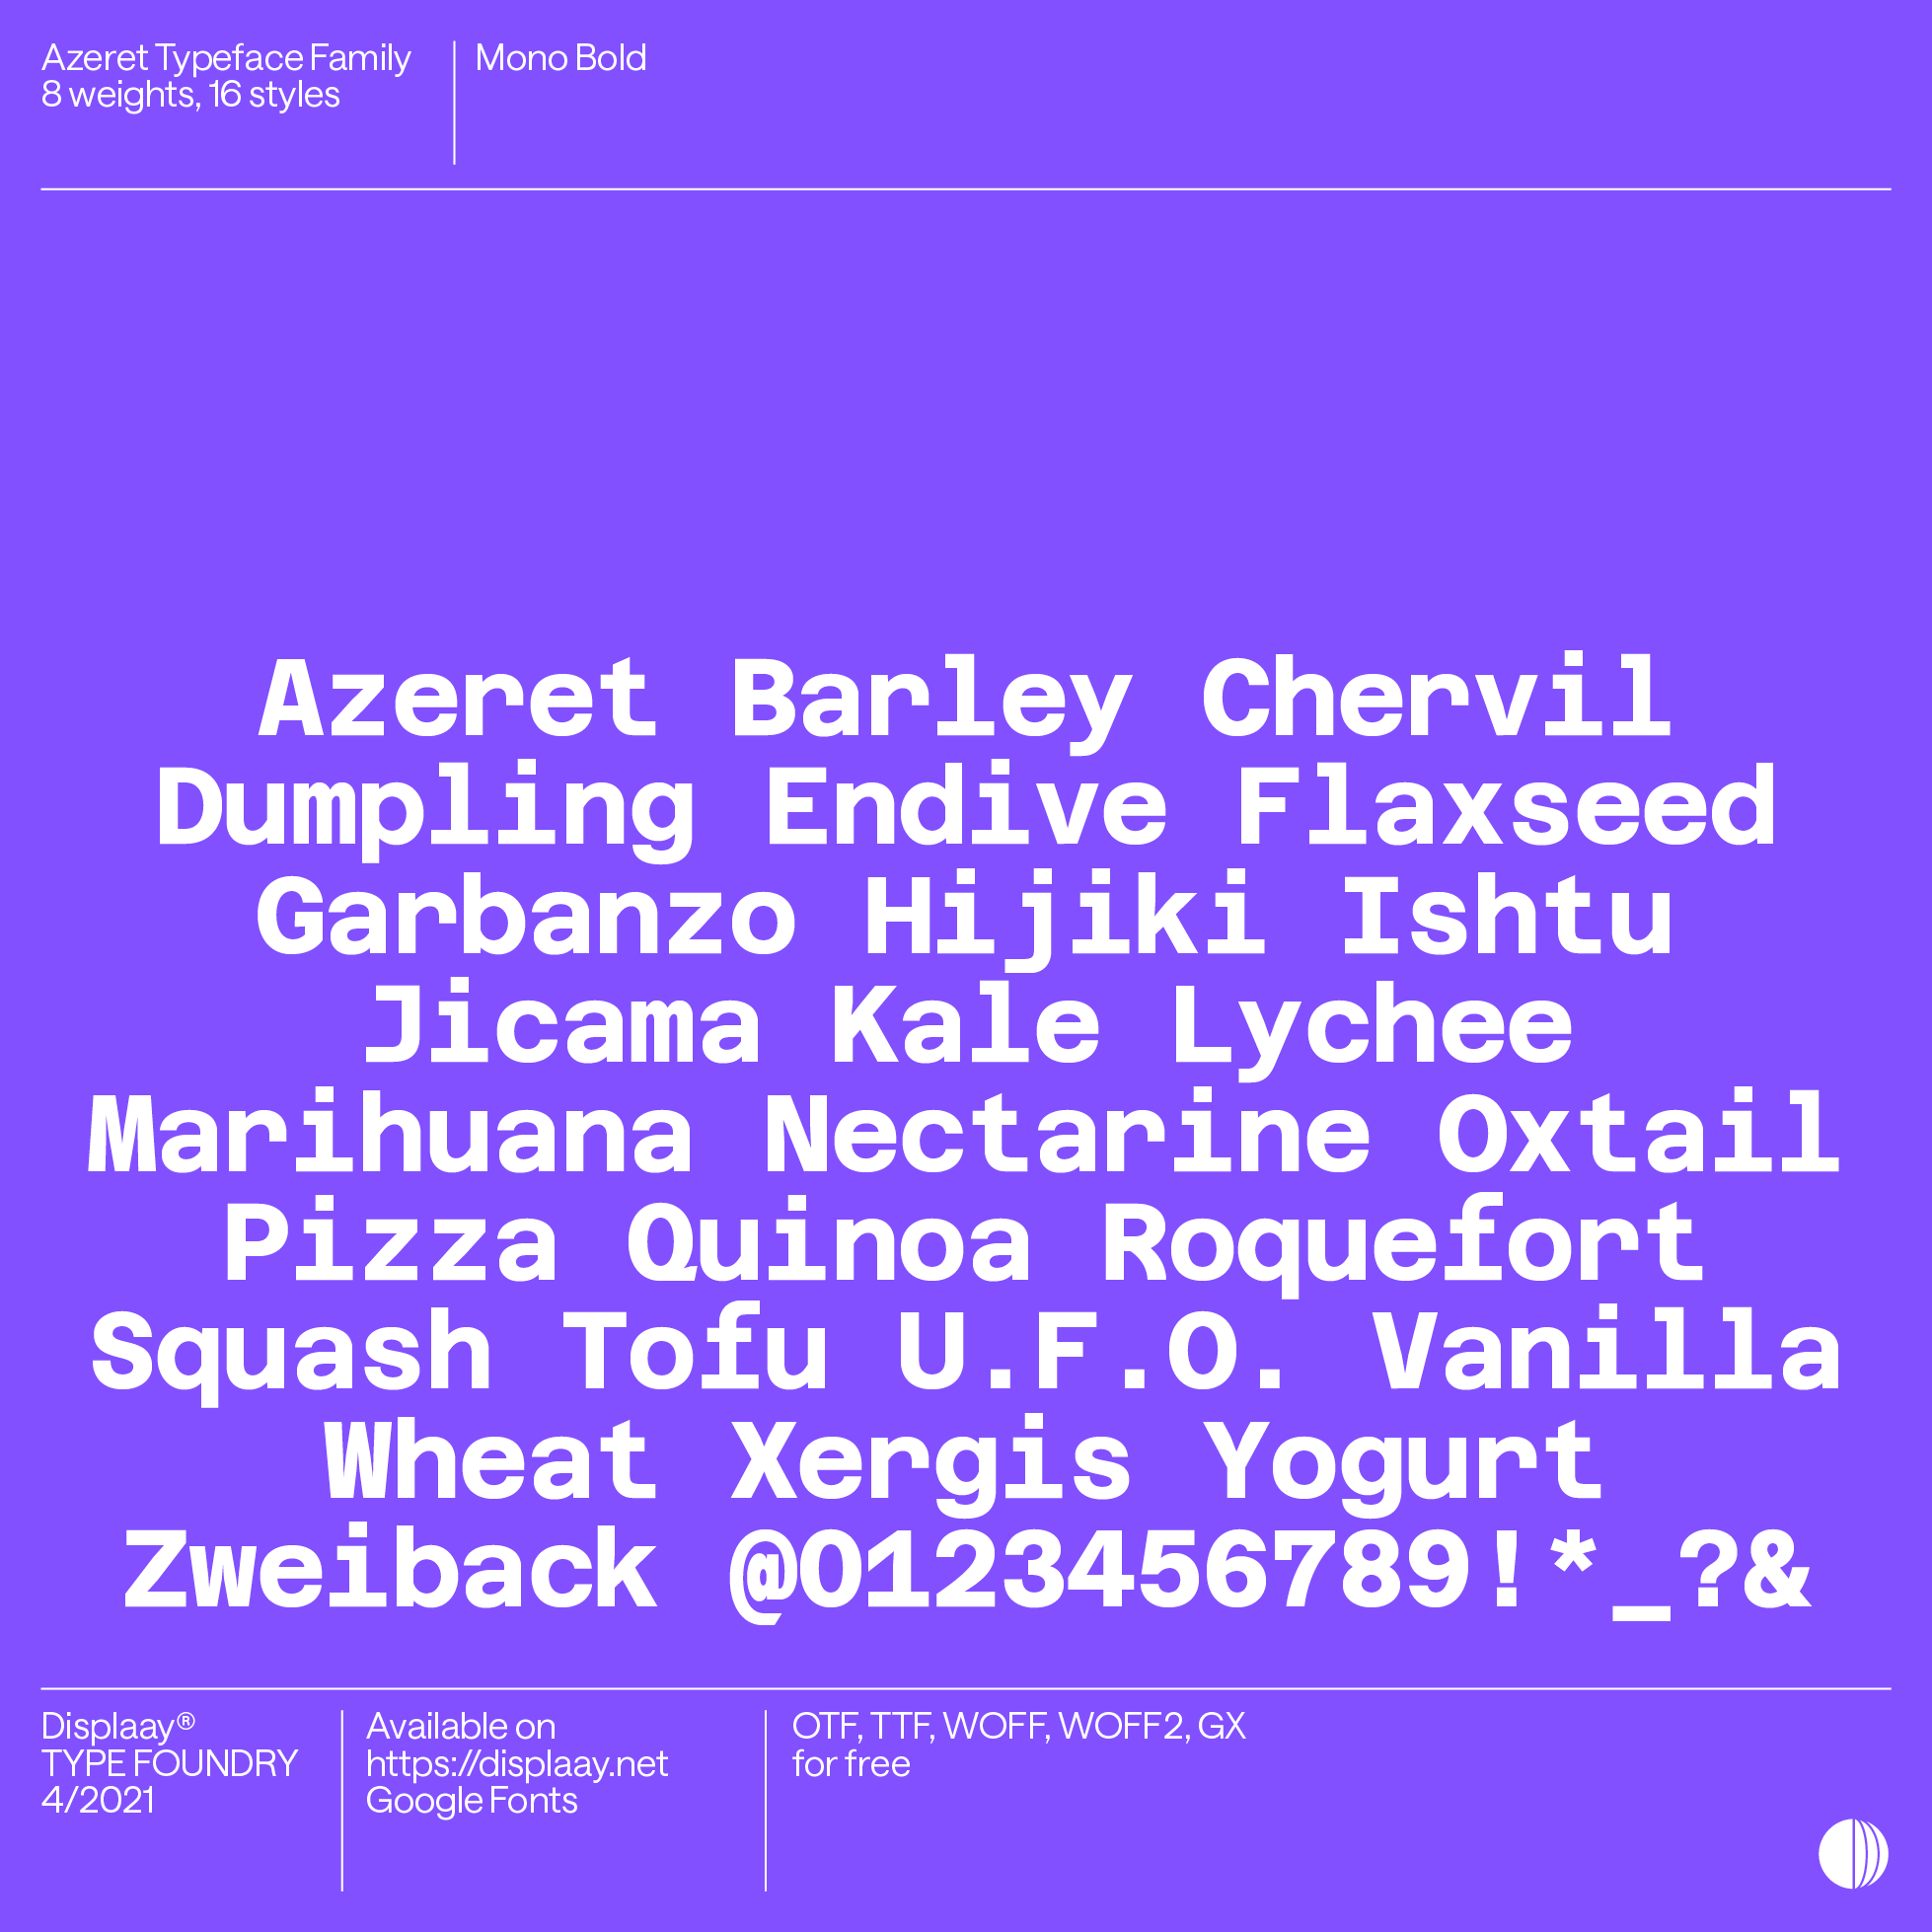 Azeret Typeface Family
8 weights, 16 styles
Mono Bold
Azeret Barley Chervil
Dumpling Endive Flaxseed
Garbanzo Hijiki Ishtu
Jicama Kale Lychee
Marihuana Nectarine Oxtail
Pizza Quinoa Roquefort
Squash Tofu U.F.O. Vanilla
Wheat Xergis Yogurt
Zweiback @0123456789!*_?&
Displaay®
TYPE FOUNDRY
4/2021
Available on
https://displaay.net
Google Fonts
OTF, TTF, WOFF, WOFF2, GX
for free